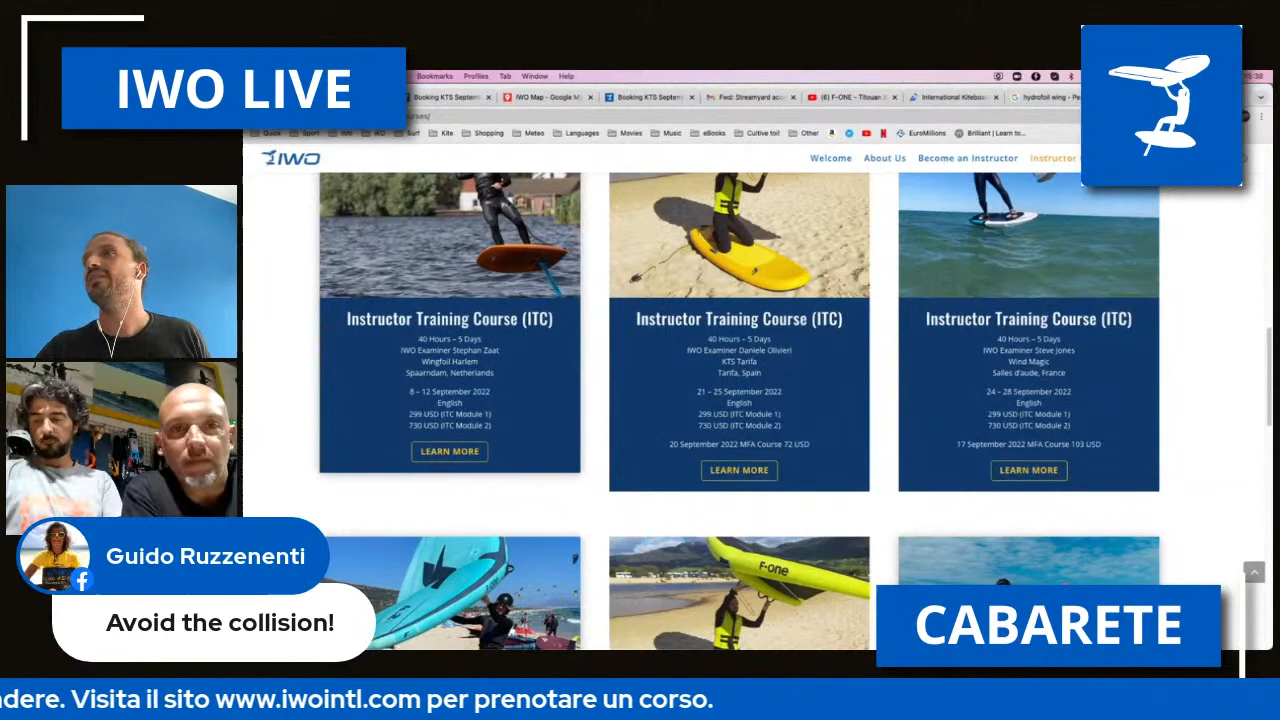 IWO LIVE
Bookmarks Profiles Tab Window Help
15:38
Booking KTS Septem
IWO Map - Google M
Booking KTS Septem
Fwd: Streamyard acc
(6) F-ONE - Titouan
International Kiteboa
hydrofoil wing - Pe
Quick Sport Kite Shopping Meteo Languages Movies Music eBooks Other EuroMillions Brilliant | Learn to...
IWO
Welcome About Us Become an Instructor Instructor
Instructor Training Course (ITC)
40 Hours – 5 Days
IWO Examiner Stephan Zaat
Wingfoil Harlem
Spaarndam, Netherlands
8 – 12 September 2022
English
299 USD (ITC Module 1)
730 USD (ITC Module 2)
LEARN MORE
Instructor Training Course (ITC)
40 Hours – 5 Days
IWO Examiner Daniele Olivieri
KTS Tarifa
Tarifa, Spain
21 – 25 September 2022
English
299 USD (ITC Module 1)
730 USD (ITC Module 2)
20 September 2022 MFA Course 72 USD
LEARN MORE
Instructor Training Course (ITC)
40 Hours – 5 Days
IWO Examiner Steve Jones
Wind Magic
Salles d'aude, France
24 – 28 September 2022
English
299 USD (ITC Module 1)
730 USD (ITC Module 2)
17 September 2022 MFA Course 103 USD
LEARN MORE
F-ONE
Guido Ruzzenenti
Avoid the collision!
CABARETE
ndere. Visita il sito www.iwointl.com per prenotare un corso.